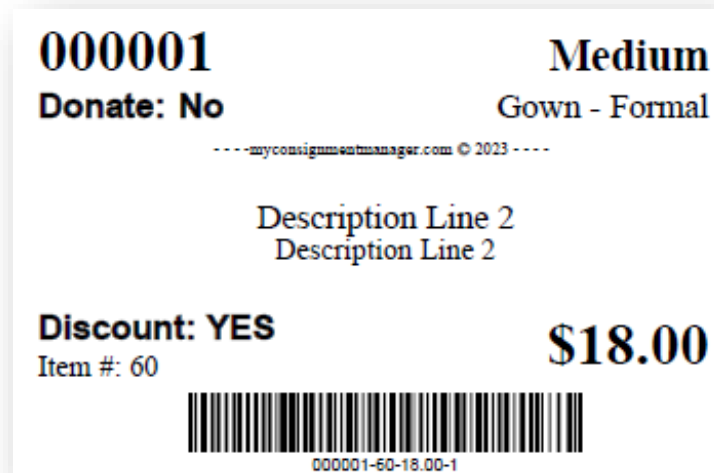 000001
Medium
Donate: No
Gown - Formal
----myconsignmentmanager.com © 2023 ----
Description Line 2
Description Line 2
Discount: YES
$18.00
Item #: 60
000001-60-18.00-1